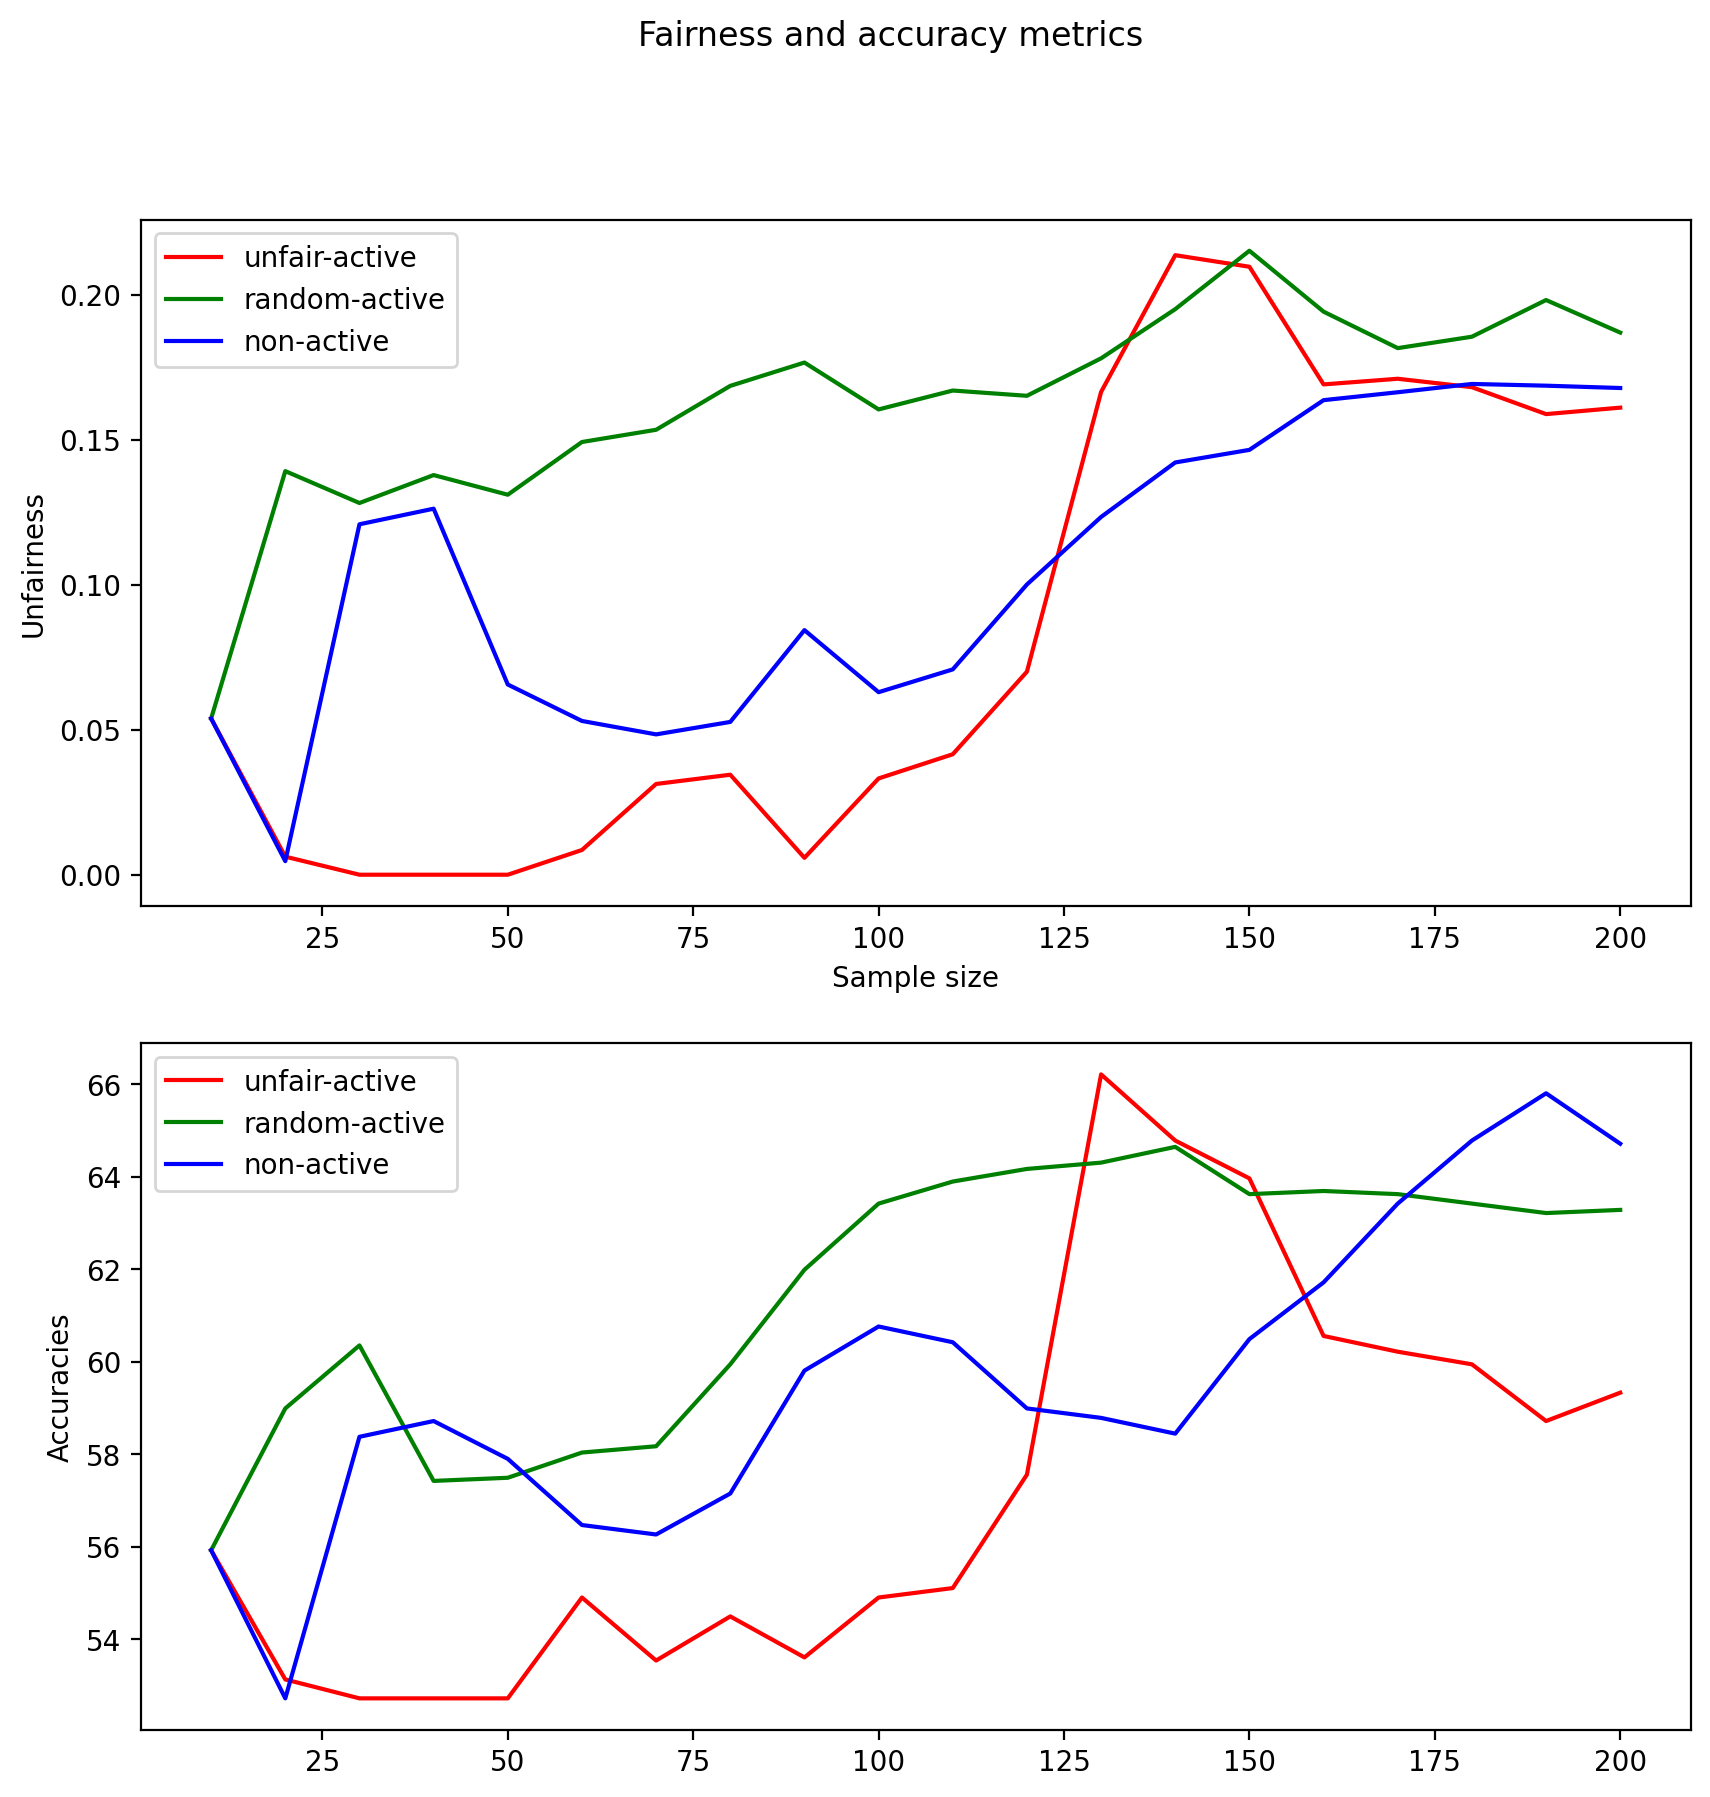 Fairness and accuracy metrics
unfair-active
random-active
non-active
Unfairness
0.20
0.15
0.10
0.05
0.00
25 50 75 100 125 150 175 200
Sample size
unfair-active
random-active
non-active
Accuracies
66
64
62
60
58
56
54
25 50 75 100 125 150 175 200